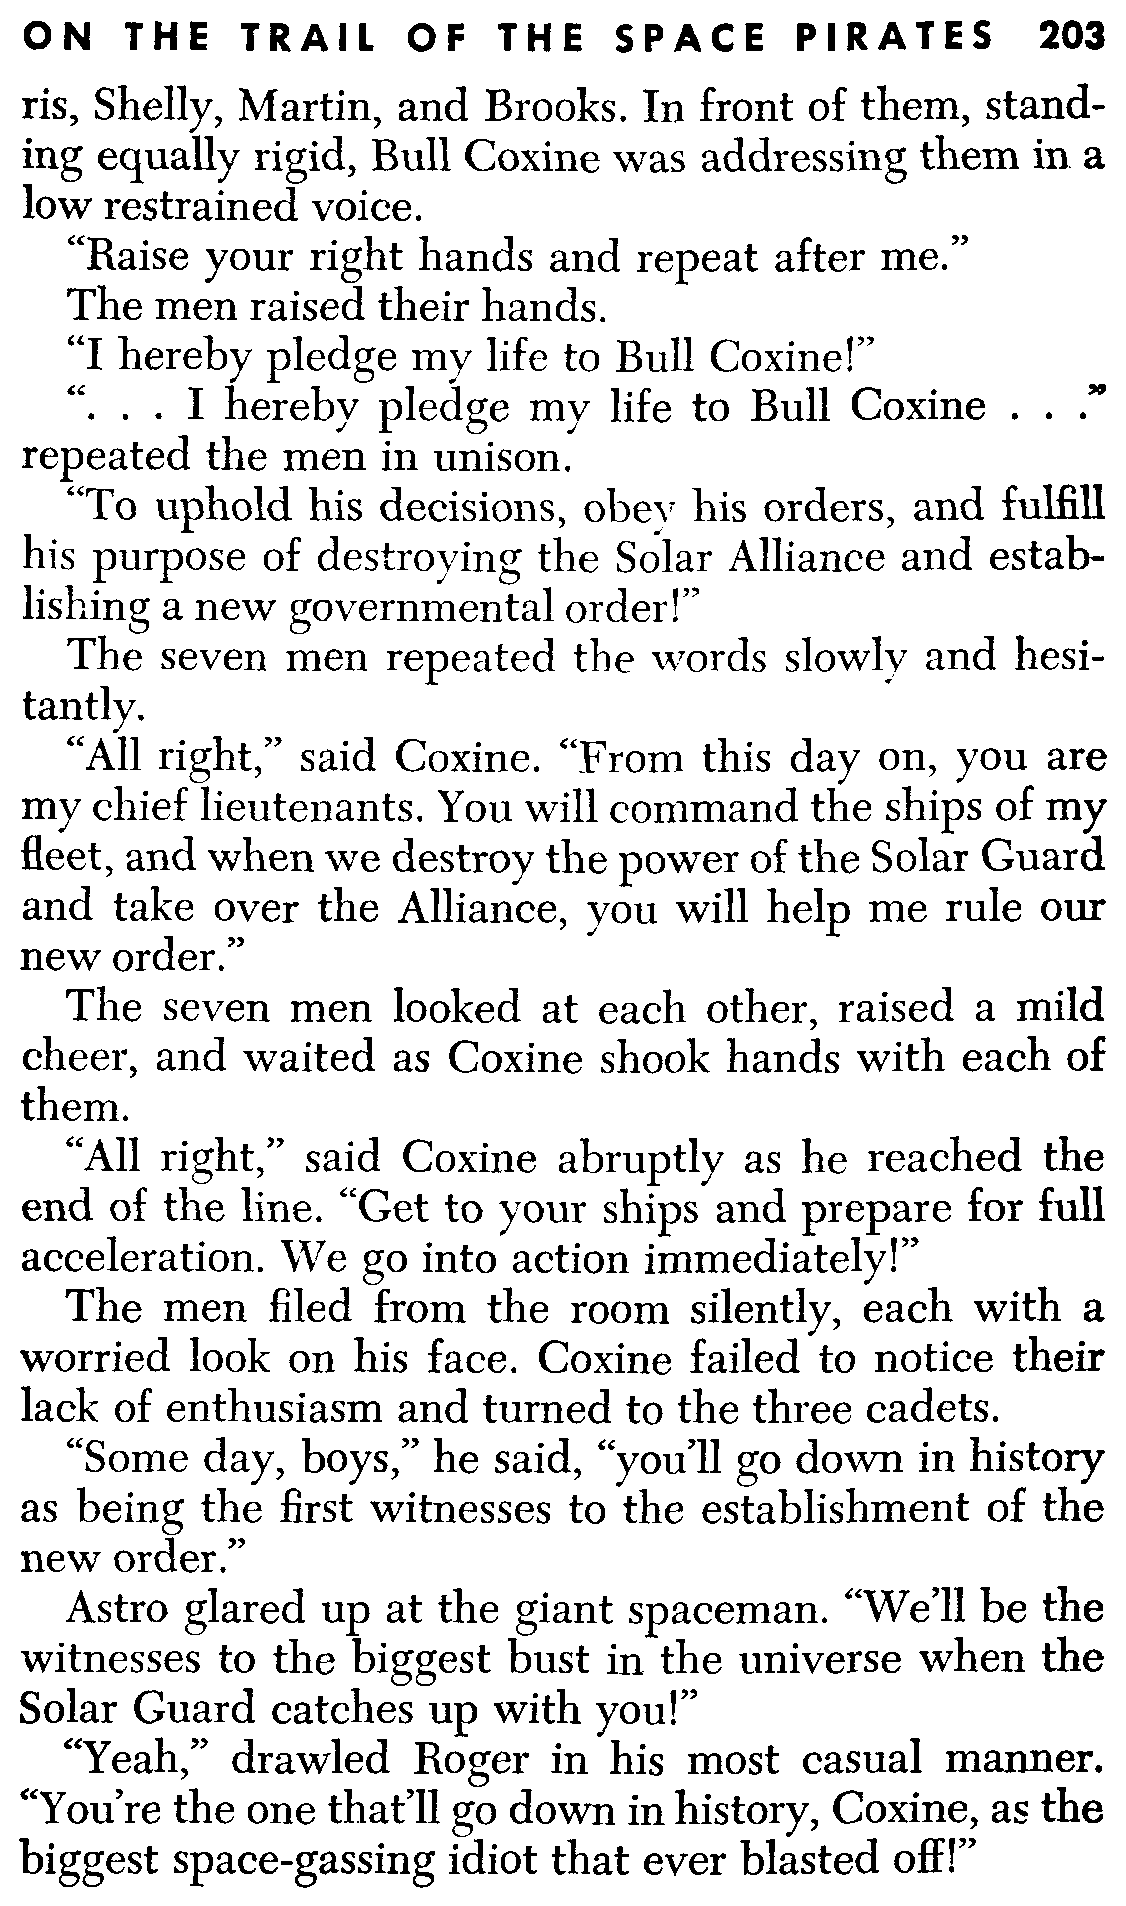 ON THE TRAIL OF THE SPACE PIRATES 203
ris, Shelly, Martin, and Brooks. In front of them, stand-
ing equally rigid, Bull Coxine was addressing them in a
low restrained voice.
“Raise your right hands and repeat after me.”
The men raised their hands.
“I hereby pledge my life to Bull Coxine!”
“. . . I hereby pledge my life to Bull Coxine . . .”
repeated the men in unison.
“To uphold his decisions, obey his orders, and fulfill
his purpose of destroying the Solar Alliance and estab-
lishing a new governmental order!”
The seven men repeated the words slowly and hesi-
tantly.
“All right,” said Coxine. “From this day on, you are
my chief lieutenants. You will command the ships of my
fleet, and when we destroy the power of the Solar Guard
and take over the Alliance, you will help me rule our
new order.”
The seven men looked at each other, raised a mild
cheer, and waited as Coxine shook hands with each of
them.
“All right,” said Coxine abruptly as he reached the
end of the line. “Get to your ships and prepare for full
acceleration. We go into action immediately!”
The men filed from the room silently, each with a
worried look on his face. Coxine failed to notice their
lack of enthusiasm and turned to the three cadets.
“Some day, boys,” he said, “you’ll go down in history
as being the first witnesses to the establishment of the
new order.”
Astro glared up at the giant spaceman. “We’ll be the
witnesses to the biggest bust in the universe when the
Solar Guard catches up with you!”
“Yeah,” drawled Roger in his most casual manner.
“You’re the one that’ll go down in history, Coxine, as the
biggest space-gassing idiot that ever blasted off!”